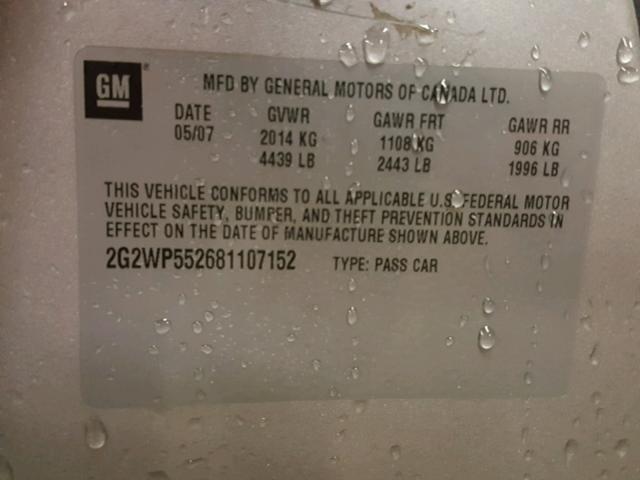 GM
MFD BY GENERAL MOTORS OF CANADA LTD.
DATE GVWR GAWR FRT GAWR RR
05/07 2014 KG 1108 KG 906 KG
4439 LB 2443 LB 1996 LB
THIS VEHICLE CONFORMS TO ALL APPLICABLE U.S. FEDERAL MOTOR
VEHICLE SAFETY, BUMPER, AND THEFT PREVENTION STANDARDS IN
EFFECT ON THE DATE OF MANUFACTURE SHOWN ABOVE.
2G2WP552681107152 TYPE: PASS CAR